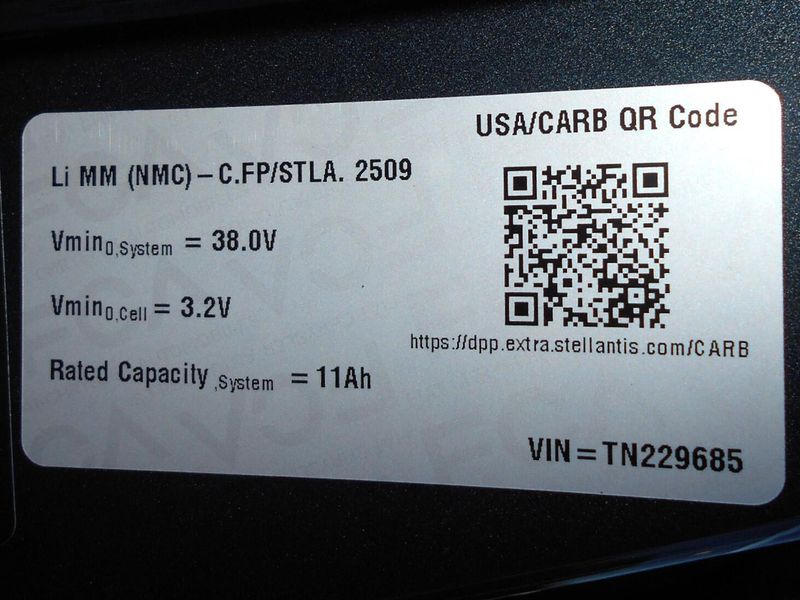 USA/CARB QR Code
Li MM (NMC) – C.FP/STLA. 2509
Vmin0,System = 38.0V
Vmin0,Cell = 3.2V
https://dpp.extra.stellantis.com/CARB
Rated Capacity ,System = 11Ah
VIN = TN229685